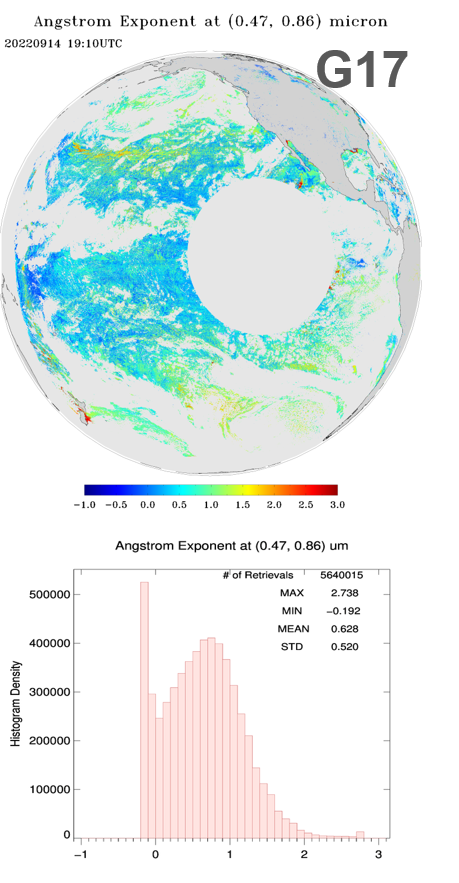 Angstrom Exponent at (0.47, 0.86) micron
20220914 19:10UTC
G17
−1.0 −0.5 0.0 0.5 1.0 1.5 2.0 2.5 3.0
Angstrom Exponent at (0.47, 0.86) um
# of Retrievals 5640015
MAX 2.738
MIN −0.192
MEAN 0.628
STD 0.520
Histogram Density
500000
400000
300000
200000
100000
0
−1 0 1 2 3